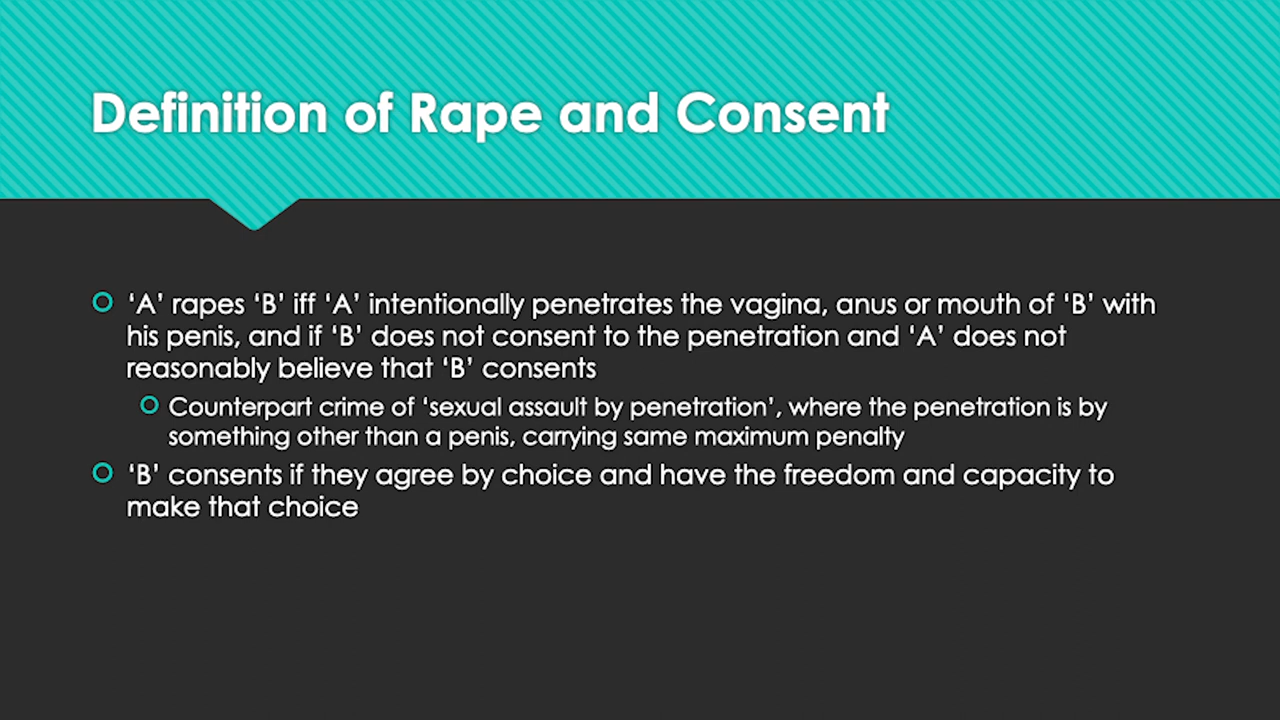 Definition of Rape and Consent
‘A’ rapes ‘B’ iff ‘A’ intentionally penetrates the vagina, anus or mouth of ‘B’ with
his penis, and if ‘B’ does not consent to the penetration and ‘A’ does not
reasonably believe that ‘B’ consents
Counterpart crime of ‘sexual assault by penetration’, where the penetration is by
something other than a penis, carrying same maximum penalty
‘B’ consents if they agree by choice and have the freedom and capacity to
make that choice